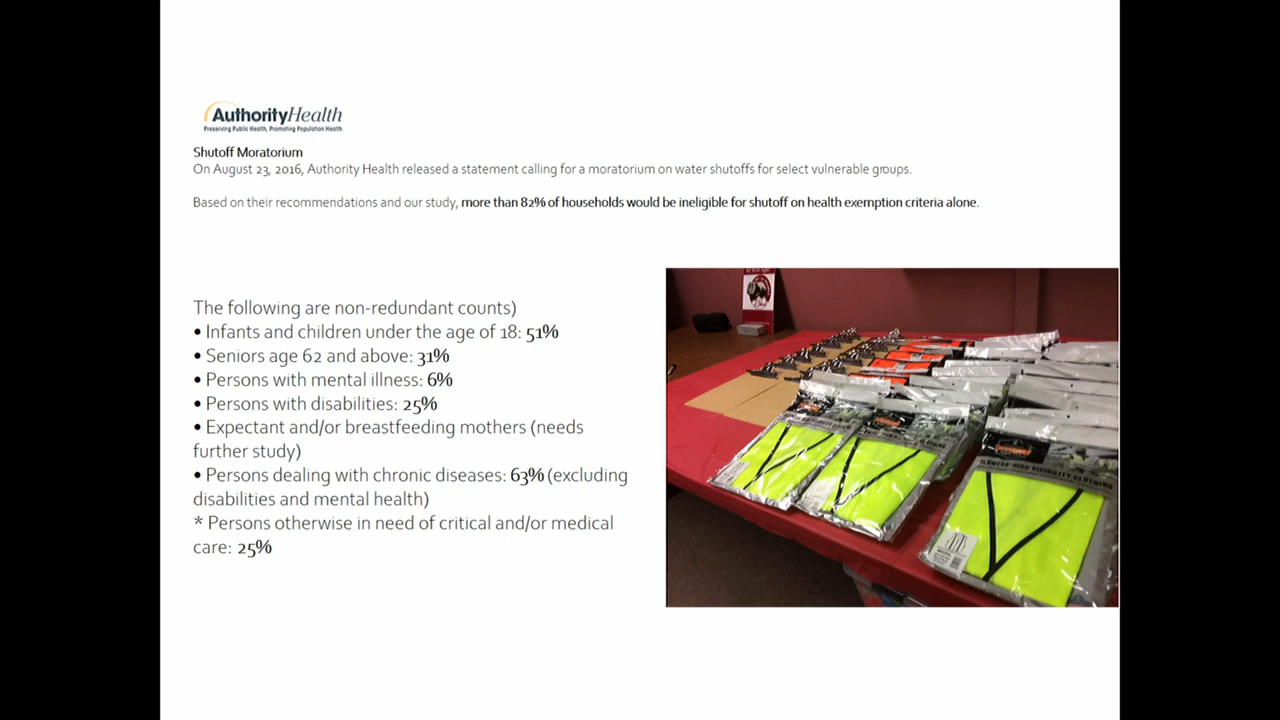 AuthorityHealth
Preserving Public Health, Promoting Population Health
Shutoff Moratorium
On August 23, 2016, Authority Health released a statement calling for a moratorium on water shutoffs for select vulnerable groups.
Based on their recommendations and our study, more than 82% of households would be ineligible for shutoff on health exemption criteria alone.
The following are non-redundant counts)
• Infants and children under the age of 18: 51%
• Seniors age 62 and above: 31%
• Persons with mental illness: 6%
• Persons with disabilities: 25%
• Expectant and/or breastfeeding mothers (needs
further study)
• Persons dealing with chronic diseases: 63% (excluding
disabilities and mental health)
* Persons otherwise in need of critical and/or medical
care: 25%
HIGH VISIBILITY CLOTHING